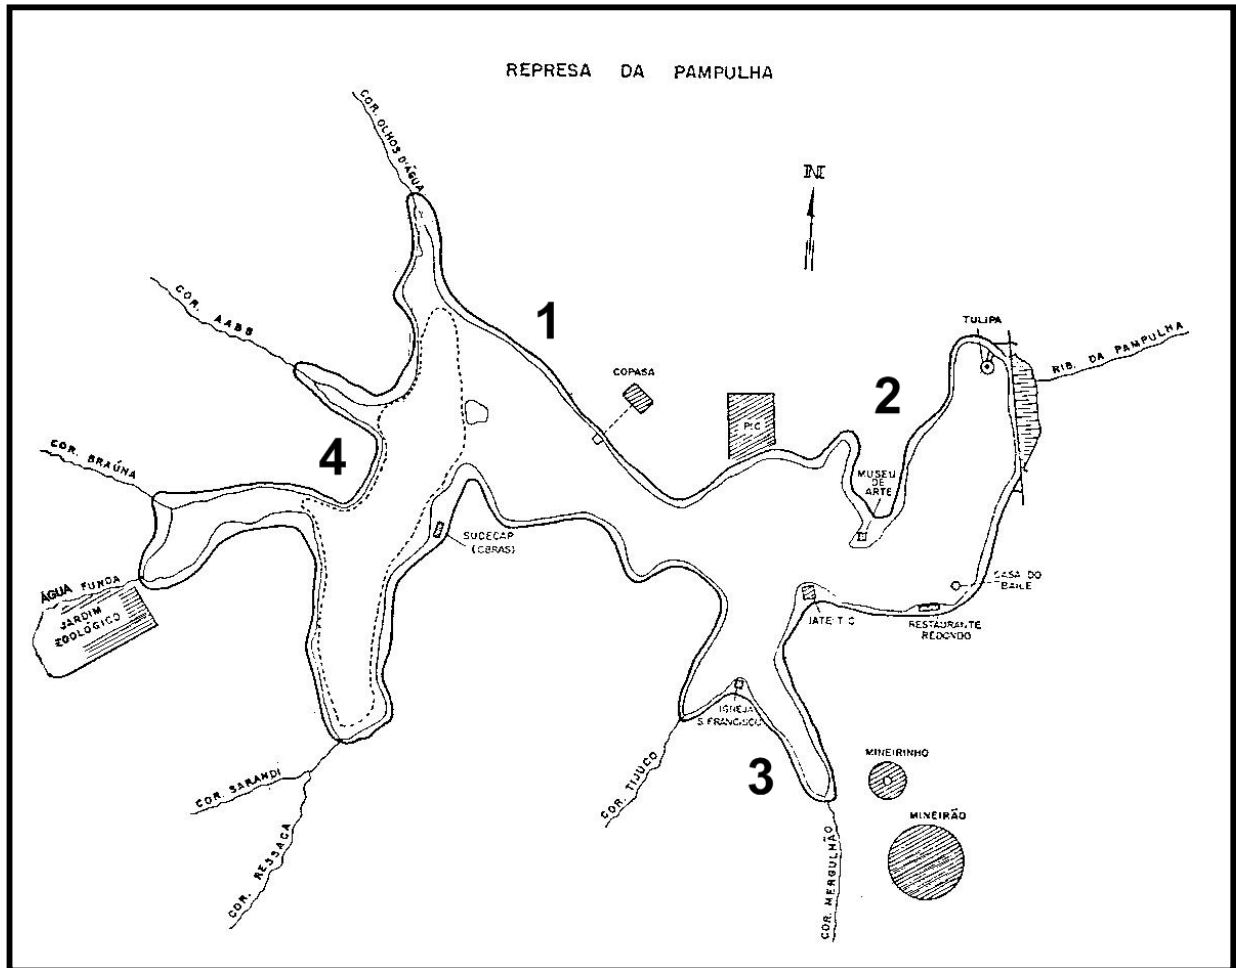 REPRESA DA PAMPULHA
COR. OLHOS D'ÁGUA
N
COR. AABB
1
TULIPA
RIB. DA PAMPULHA
COPASA
2
PIC
COR. BRAÚNA
4
MUSEU
DE
ARTE
SUDECAP
(OBRAS)
ÁGUA FUNDA
JARDIM
ZOOLÓGICO
CASA DO
BAILE
IATE T C
RESTAURANTE
REDONDO
IGREJA
S. FRANCISCO
COR. TIJUCO
3
MINEIRINHO
COR. SARANDI
MINEIRÃO
COR. RESSACA
COR. MERGULHÃO